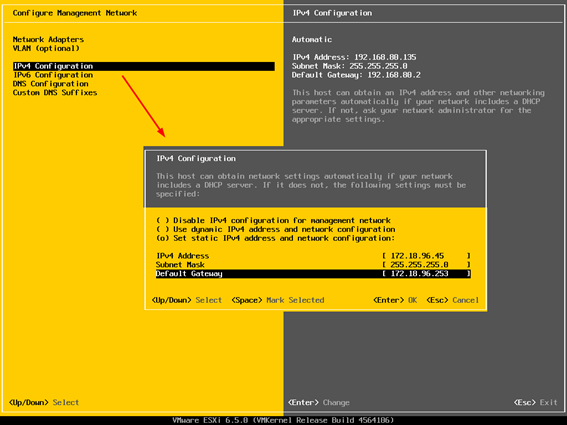 Configure Management Network
Network Adapters
VLAN (optional)
IPv4 Configuration
IPv6 Configuration
DNS Configuration
Custom DNS Suffixes
IPv4 Configuration
Automatic
IPv4 Address: 192.168.80.135
Subnet Mask: 255.255.255.0
Default Gateway: 192.168.80.2
This host can obtain an IPv4 address and other networking
parameters automatically if your network includes a DHCP
server. If not, ask your network administrator for the
appropriate settings.
IPv4 Configuration
This host can obtain network settings automatically if your network
includes a DHCP server. If it does not, the following settings must be
specified:
( ) Disable IPv4 configuration for management network
( ) Use dynamic IPv4 address and network configuration
(o) Set static IPv4 address and network configuration:
IPv4 Address [ 172.18.96.45 ]
Subnet Mask [ 255.255.255.0 ]
Default Gateway [ 172.18.96.253 ]
<Up/Down> Select <Space> Mark Selected <Enter> OK <Esc> Cancel
<Up/Down> Select <Enter> Change <Esc> Exit
VMware ESXi 6.5.0 (VMKernel Release Build 4564106)